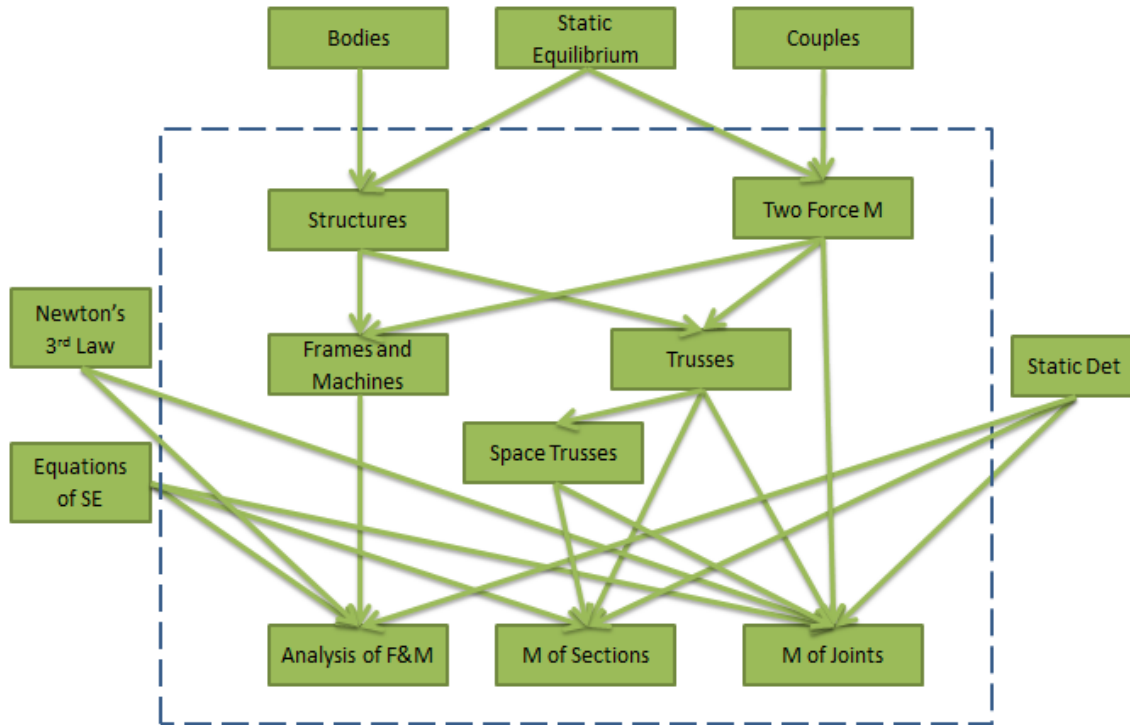 Bodies
Static
Equilibrium
Couples
Structures
Two Force M
Newton's
3rd Law
Frames and
Machines
Trusses
Static Det
Equations
of SE
Space Trusses
Analysis of F&M
M of Sections
M of Joints